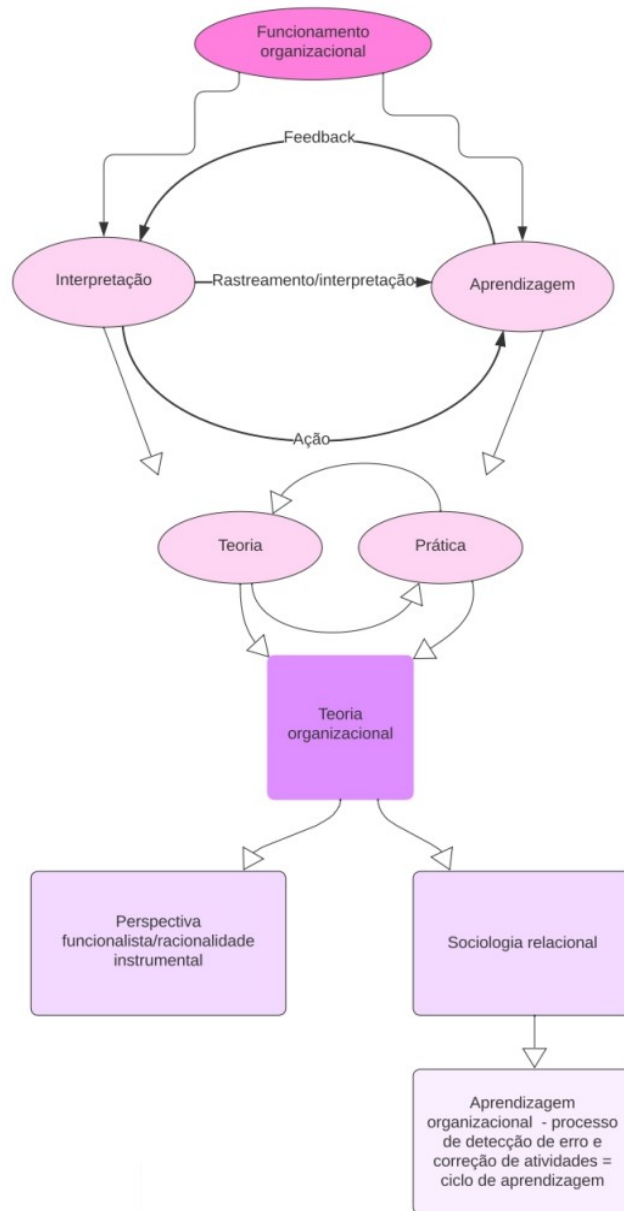 Funcionamento
organizacional
Feedback
Interpretação
Rastreamento/interpretação
Aprendizagem
Ação
Teoria
Prática
Teoria
organizacional
Perspectiva
funcionalista/racionalidade
instrumental
Sociologia relacional
Aprendizagem
organizacional - processo
de detecção de erro e
correção de atividades =
ciclo de aprendizagem